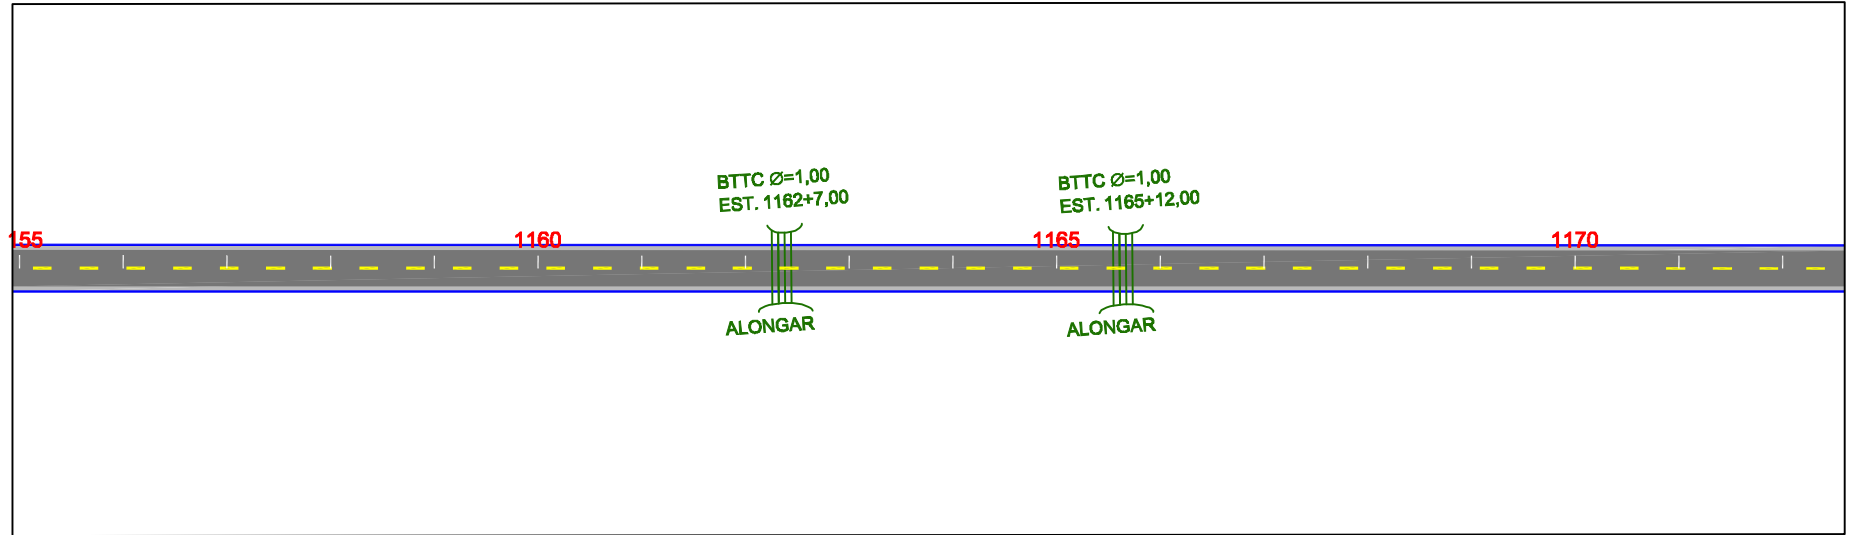 BTTC Ø=1,00
EST. 1162+7,00
BTTC Ø=1,00
EST. 1165+12,00
155
1160
1165
1170
ALONGAR
ALONGAR